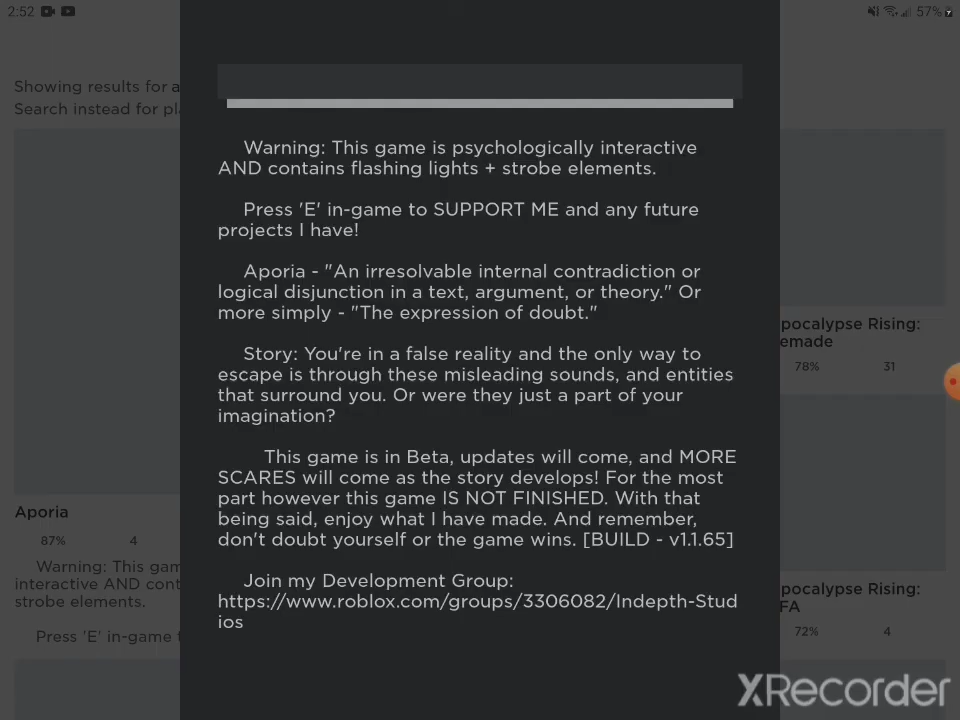 2:52
57%
Showing results for a
Search instead for pl
Warning: This game is psychologically interactive
AND contains flashing lights + strobe elements.
Press 'E' in-game to SUPPORT ME and any future
projects I have!
Aporia - "An irresolvable internal contradiction or
logical disjunction in a text, argument, or theory." Or
more simply - "The expression of doubt."
Story: You're in a false reality and the only way to
escape is through these misleading sounds, and entities
that surround you. Or were they just a part of your
imagination?
This game is in Beta, updates will come, and MORE
SCARES will come as the story develops! For the most
part however this game IS NOT FINISHED. With that
being said, enjoy what I have made. And remember,
don't doubt yourself or the game wins. [BUILD - v1.1.65]
Join my Development Group:
https://www.roblox.com/groups/3306082/Indepth-Stud
ios
Aporia
87% 4
Warning: This gam
interactive AND cont
strobe elements.
Press 'E' in-game t
pocalypse Rising:
emade
78% 31
pocalypse Rising:
FA
72% 4
XRecorder